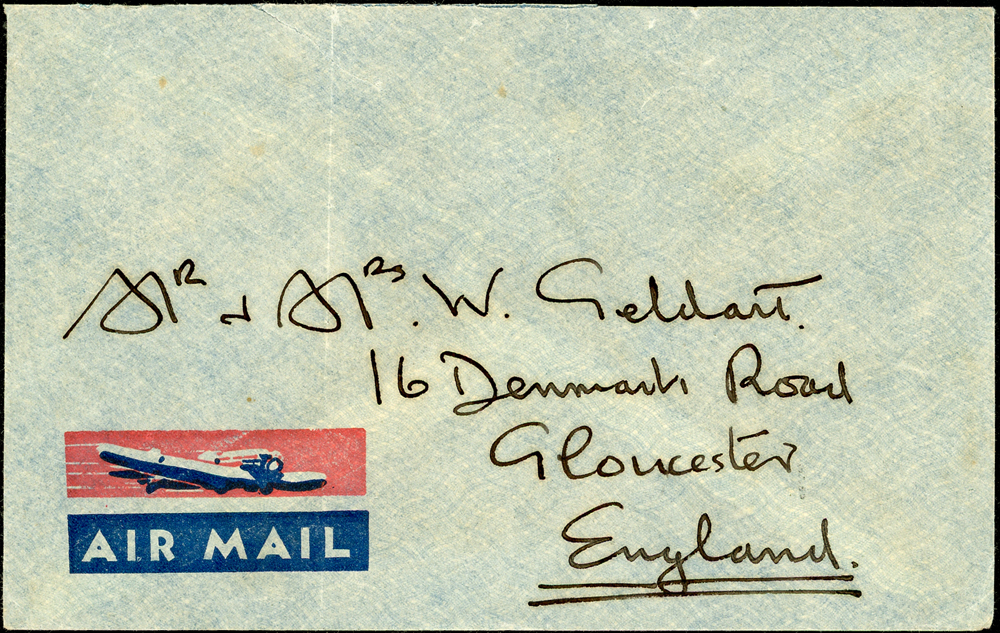 Mr & Mrs. W. Geldart.
16 Denmark Road
Gloucester
England.
AIR MAIL